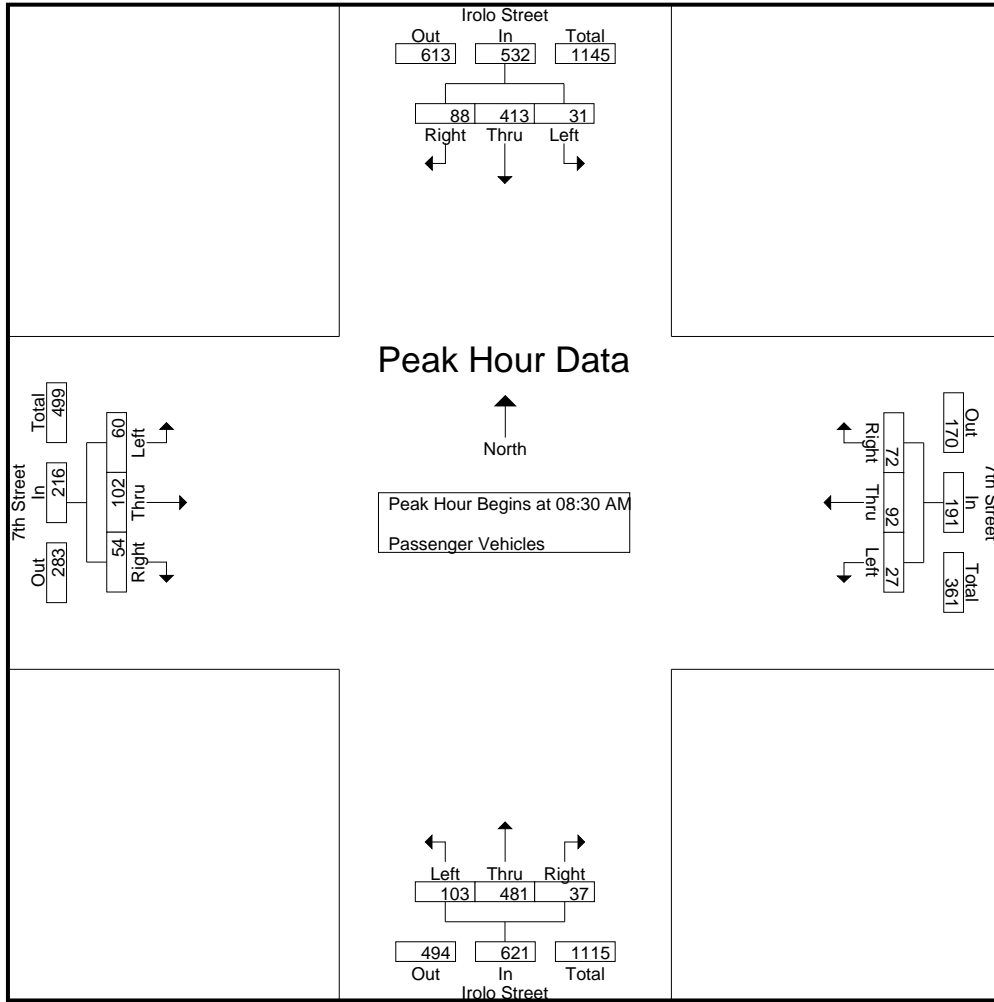 Irolo Street
Out In Total
613 532 1145
88 413 31
Right Thru Left
Peak Hour Data
North
Peak Hour Begins at 08:30 AM
Passenger Vehicles
7th Street
Total In Out
499 216 283
60 102 54
Left Thru Right
7th Street
Out In Total
170 191 361
72 92 27
Right Thru Left
Left Thru Right
103 481 37
494 621 1115
Out In Total
Irolo Street